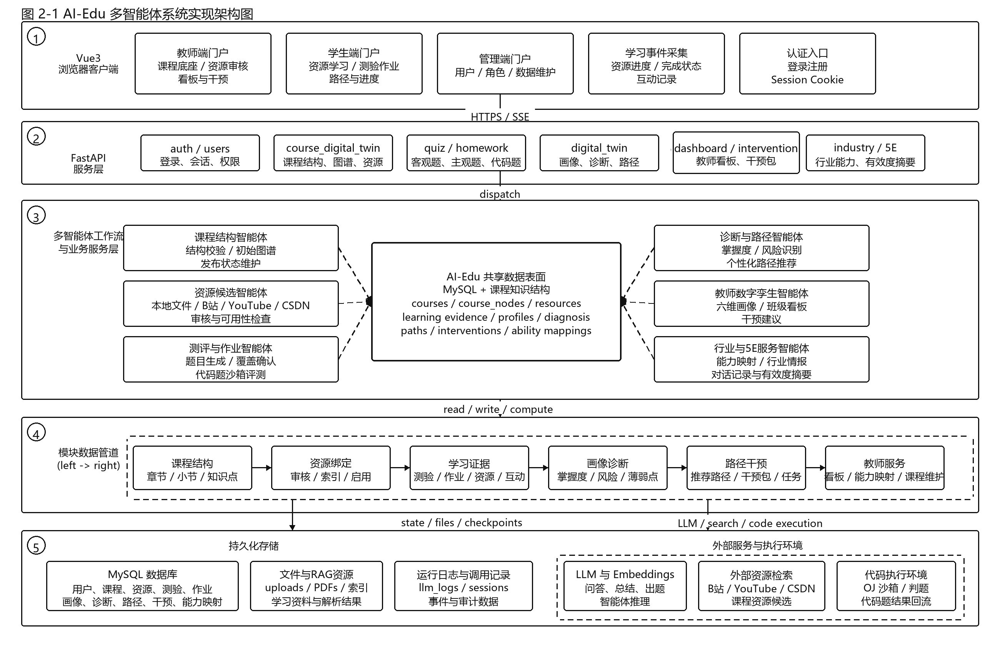 图 2-1 AI-Edu 多智能体系统实现架构图
1
Vue3
浏览器客户端
教师端门户
课程底座 / 资源审核
看板与干预
学生端门户
资源学习 / 测验作业
路径与进度
管理端门户
用户 / 角色 / 数据维护
学习事件采集
资源进度 / 完成状态
互动记录
认证入口
登录注册
Session Cookie
HTTPS / SSE
2
FastAPI
服务层
auth / users
登录、会话、权限
course_digital_twin
课程结构、图谱、资源
quiz / homework
客观题、主观题、代码题
digital_twin
画像、诊断、路径
dashboard / intervention
教师看板、干预包
industry / 5E
行业能力、有效度摘要
dispatch
3
多智能体工作流
与业务服务层
课程结构智能体
结构校验 / 初始图谱
发布状态维护
资源候选智能体
本地文件 / B站 / YouTube / CSDN
审核与可用性检查
测评与作业智能体
题目生成 / 覆盖确认
代码题沙箱评测
AI-Edu 共享数据表面
MySQL + 课程知识结构
courses / course_nodes / resources
learning evidence / profiles / diagnosis
paths / interventions / ability mappings
诊断与路径智能体
掌握度 / 风险识别
个性化路径推荐
教师数字孪生智能体
六维画像 / 班级看板
干预建议
行业与5E服务智能体
能力映射 / 行业情报
对话记录与有效度摘要
read / write / compute
4
模块数据管道
(left -> right)
课程结构
章节 / 小节 / 知识点
资源绑定
审核 / 索引 / 启用
学习证据
测验 / 作业 / 资源 / 互动
画像诊断
掌握度 / 风险 / 薄弱点
路径干预
推荐路径 / 干预包 / 任务
教师服务
看板 / 能力映射 / 课程维护
state / files / checkpoints
LLM / search / code execution
5
持久化存储
MySQL 数据库
用户、课程、资源、测验、作业
画像、诊断、路径、干预、能力映射
文件与RAG资源
uploads / PDFs / 索引
学习资料与解析结果
运行日志与调用记录
llm_logs / sessions
事件与审计数据
外部服务与执行环境
LLM 与 Embeddings
问答、总结、出题
智能体推理
外部资源检索
B站 / YouTube / CSDN
课程资源候选
代码执行环境
OJ 沙箱 / 判题
代码题结果回流